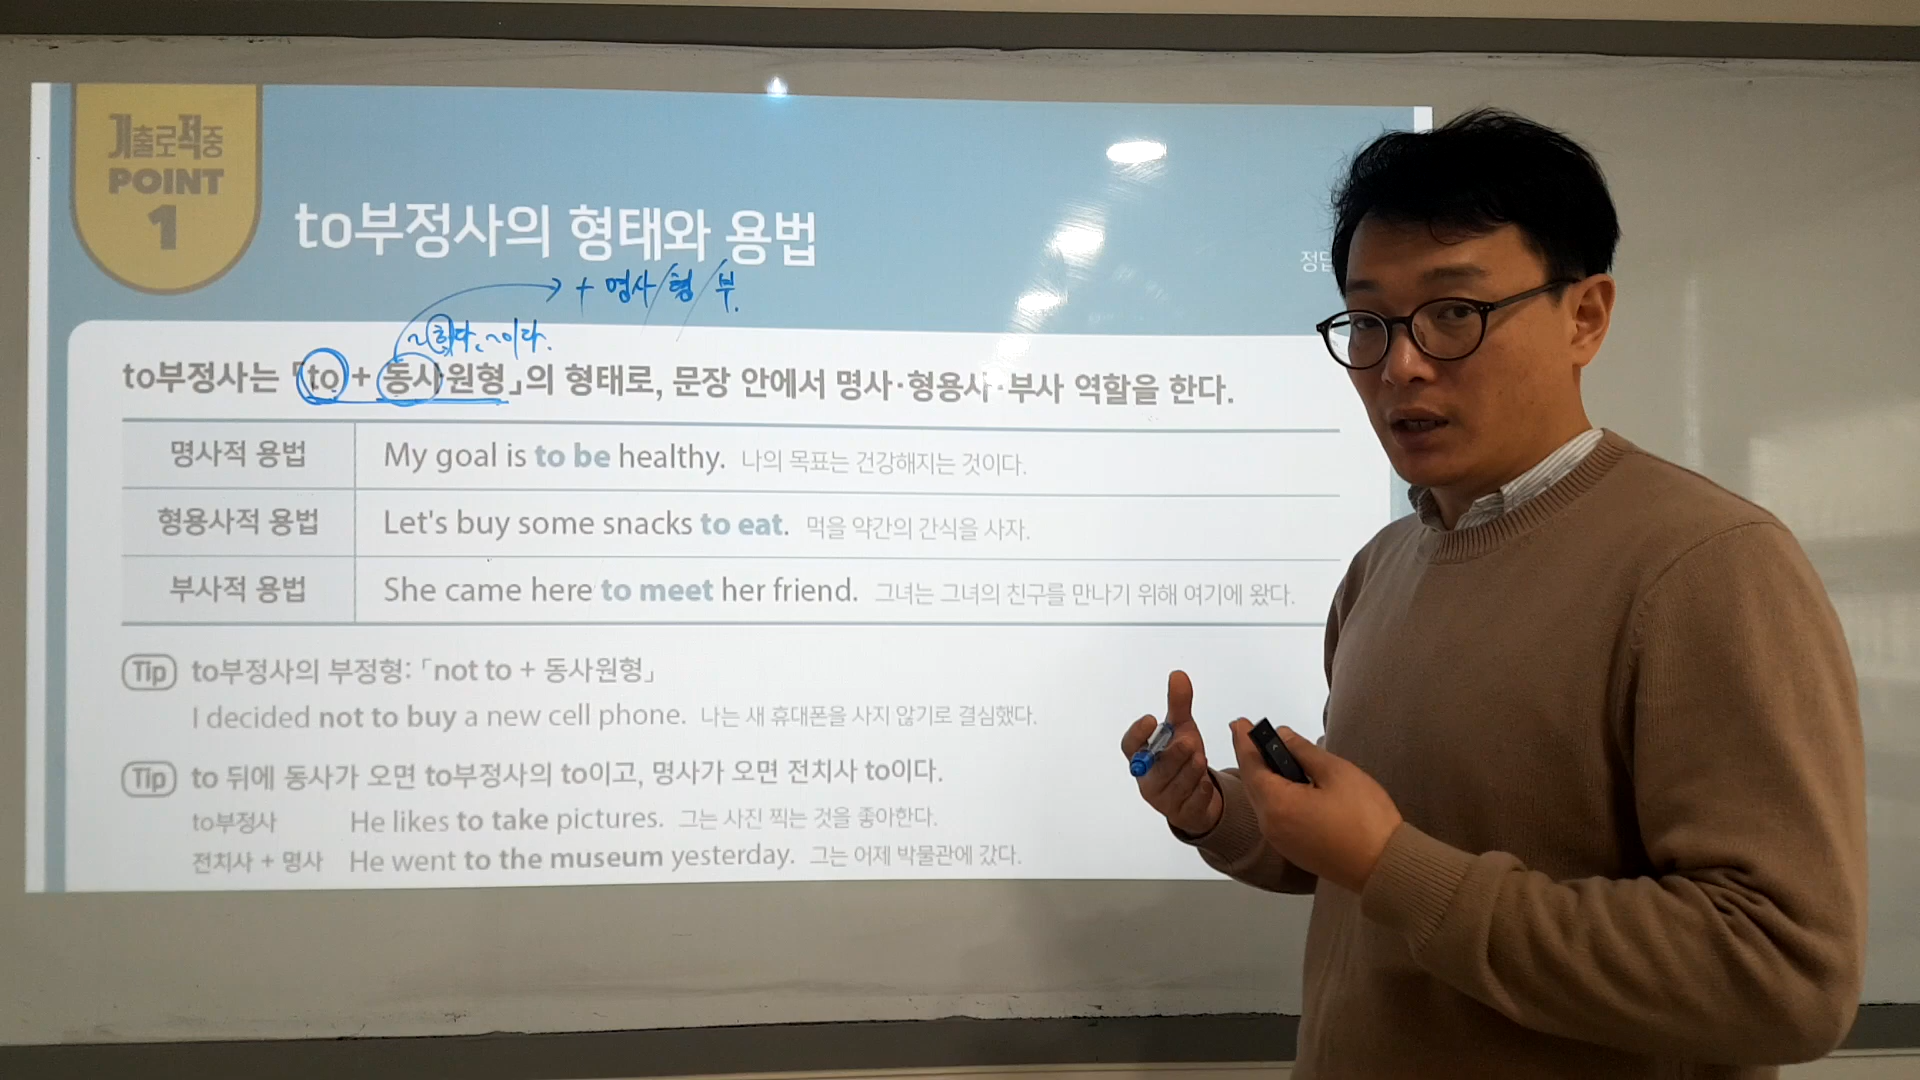 기출로적중
POINT
1
to부정사의 형태와 용법
정답
+ 명사/형/부.
~하다, ~이다.
to부정사는 「to + 동사원형」의 형태로, 문장 안에서 명사·형용사·부사 역할을 한다.
명사적 용법 My goal is to be healthy. 나의 목표는 건강해지는 것이다.
형용사적 용법 Let's buy some snacks to eat. 먹을 약간의 간식을 사자.
부사적 용법 She came here to meet her friend. 그녀는 그녀의 친구를 만나기 위해 여기에 왔다.
Tip to부정사의 부정형: 「not to + 동사원형」
I decided not to buy a new cell phone. 나는 새 휴대폰을 사지 않기로 결심했다.
Tip to 뒤에 동사가 오면 to부정사의 to이고, 명사가 오면 전치사 to이다.
to부정사 He likes to take pictures. 그는 사진 찍는 것을 좋아한다.
전치사 + 명사 He went to the museum yesterday. 그는 어제 박물관에 갔다.